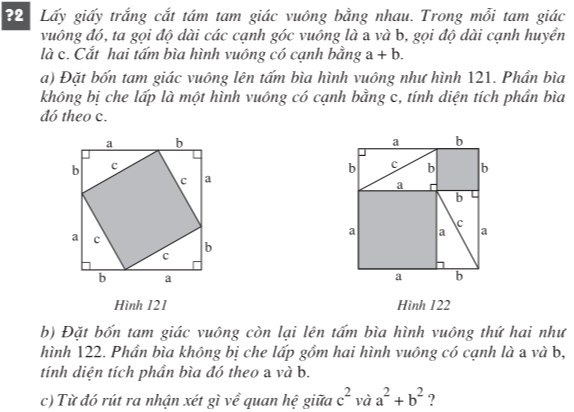 ?2 Lấy giấy trắng cắt tám tam giác vuông bằng nhau. Trong mỗi tam giác
vuông đó, ta gọi độ dài các cạnh góc vuông là a và b, gọi độ dài cạnh huyền
là c. Cắt hai tấm bìa hình vuông có cạnh bằng a + b.
a) Đặt bốn tam giác vuông lên tấm bìa hình vuông như hình 121. Phần bìa
không bị che lấp là một hình vuông có cạnh bằng c, tính diện tích phần bìa
đó theo c.
a b a b
b c c a b c b b
a b
a c c b a a c a
b a a b
Hình 121 Hình 122
b) Đặt bốn tam giác vuông còn lại lên tấm bìa hình vuông thứ hai như
hình 122. Phần bìa không bị che lấp gồm hai hình vuông có cạnh là a và b,
tính diện tích phần bìa đó theo a và b.
c) Từ đó rút ra nhận xét gì về quan hệ giữa c² và a² + b² ?